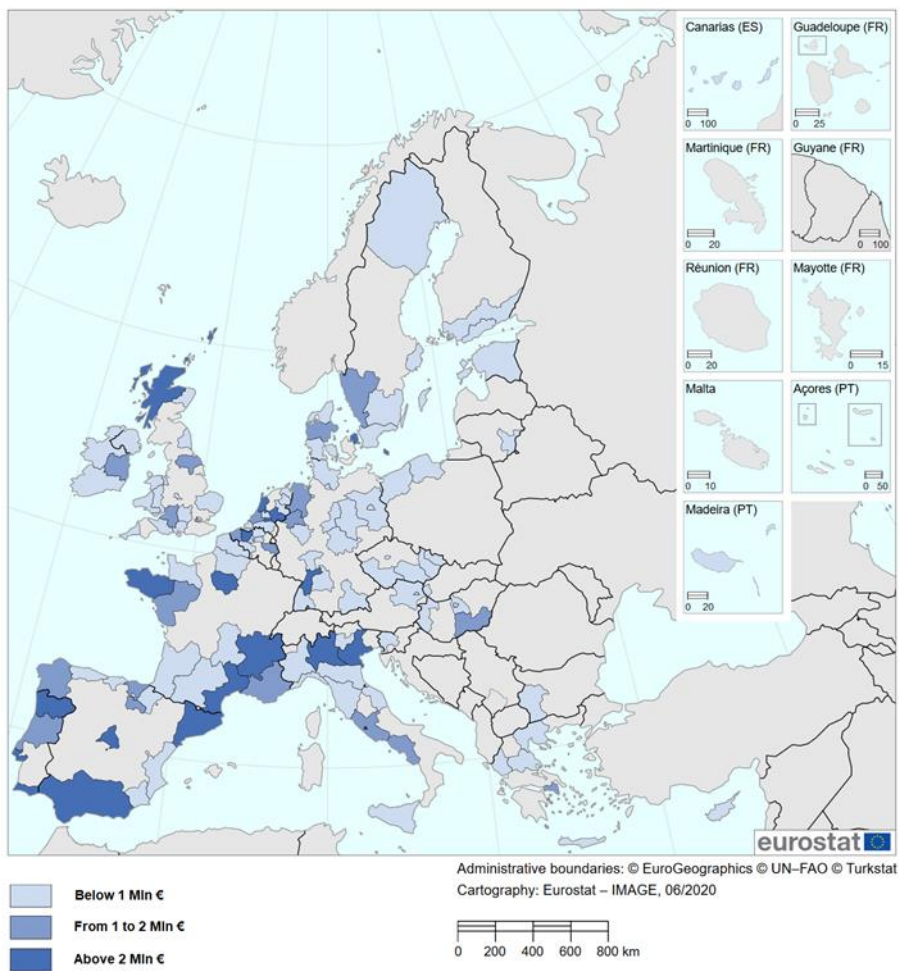 Canarias (ES)
0 100
Guadeloupe (FR)
0 25
Martinique (FR)
0 20
Guyane (FR)
0 100
Réunion (FR)
0 20
Mayotte (FR)
0 15
Malta
0 10
Açores (PT)
0 50
Madeira (PT)
0 20
eurostat
Administrative boundaries: © EuroGeographics © UN–FAO © Turkstat
Cartography: Eurostat – IMAGE, 06/2020
Below 1 Mln €
From 1 to 2 Mln €
Above 2 Mln €
0 200 400 600 800 km